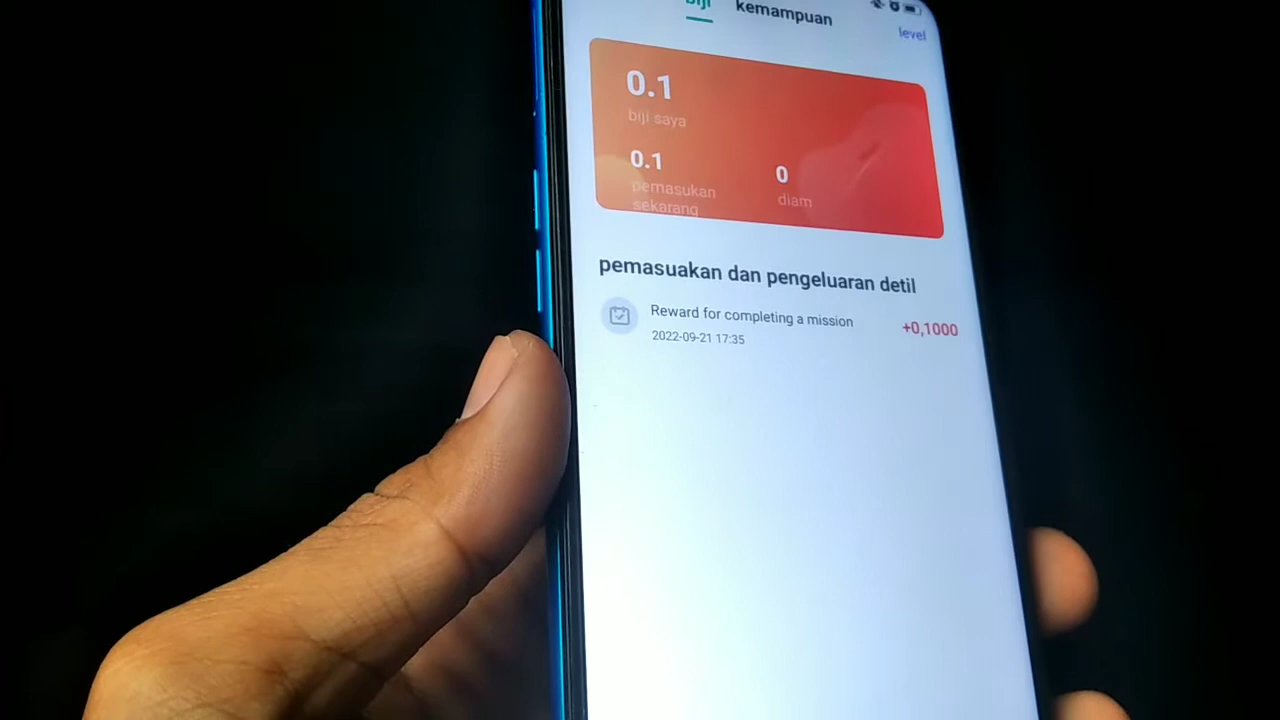 biji kemampuan
level
0.1
biji saya
0.1
0
pemasukan
sekarang
diam
pemasuakan dan pengeluaran detil
Reward for completing a mission
+0,1000
2022-09-21 17:35